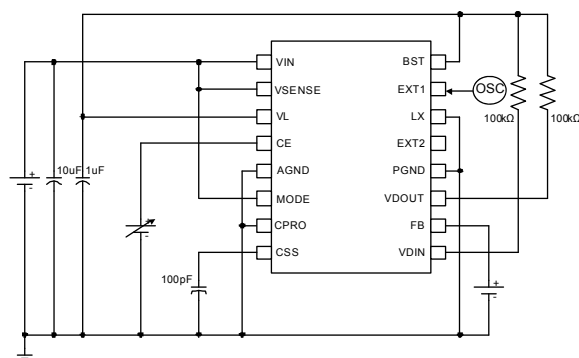 VIN
BST
VSENSE
EXT1
OSC
VL
LX
100kΩ
100kΩ
CE
EXT2
10uF
1uF
AGND
PGND
MODE
VDOUT
CPRO
FB
CSS
VDIN
100pF
+
-
+
-
+
-